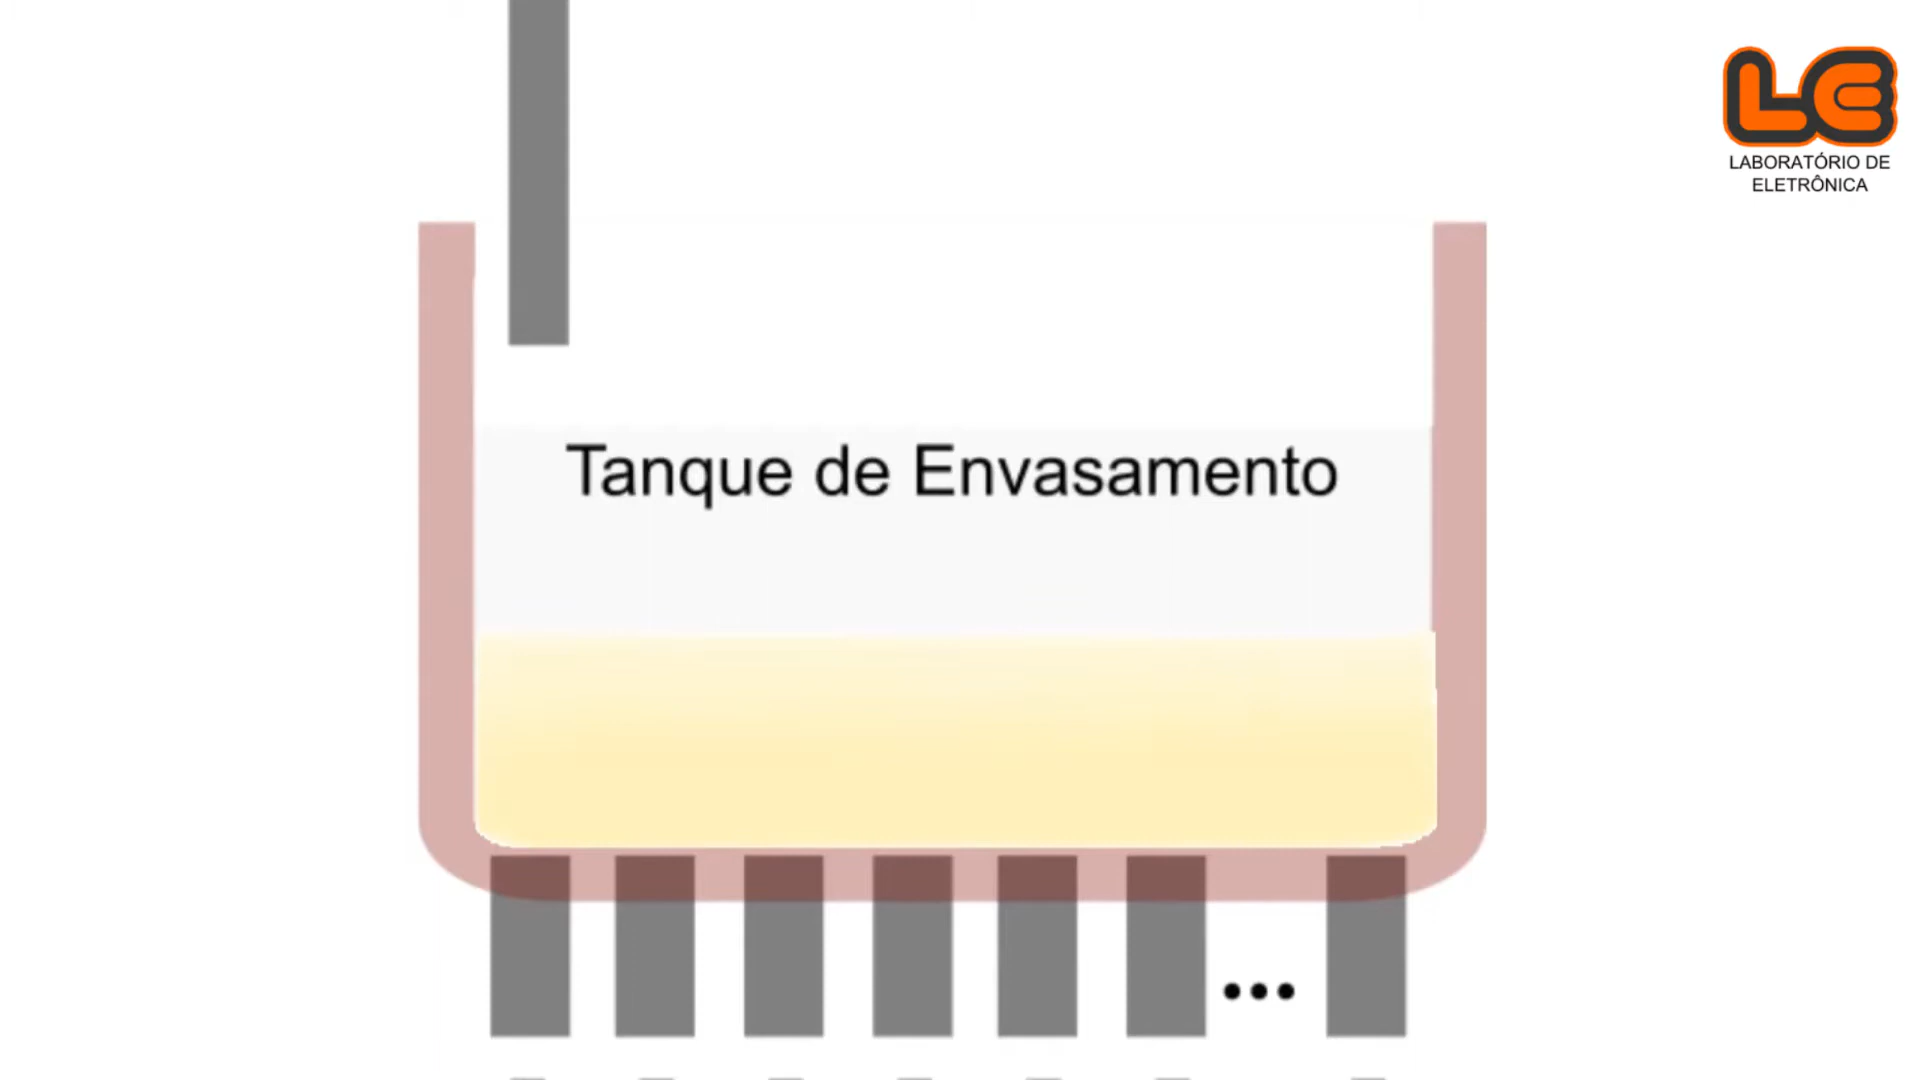 LE
LABORATÓRIO DE
ELETRÔNICA
Tanque de Envasamento
...